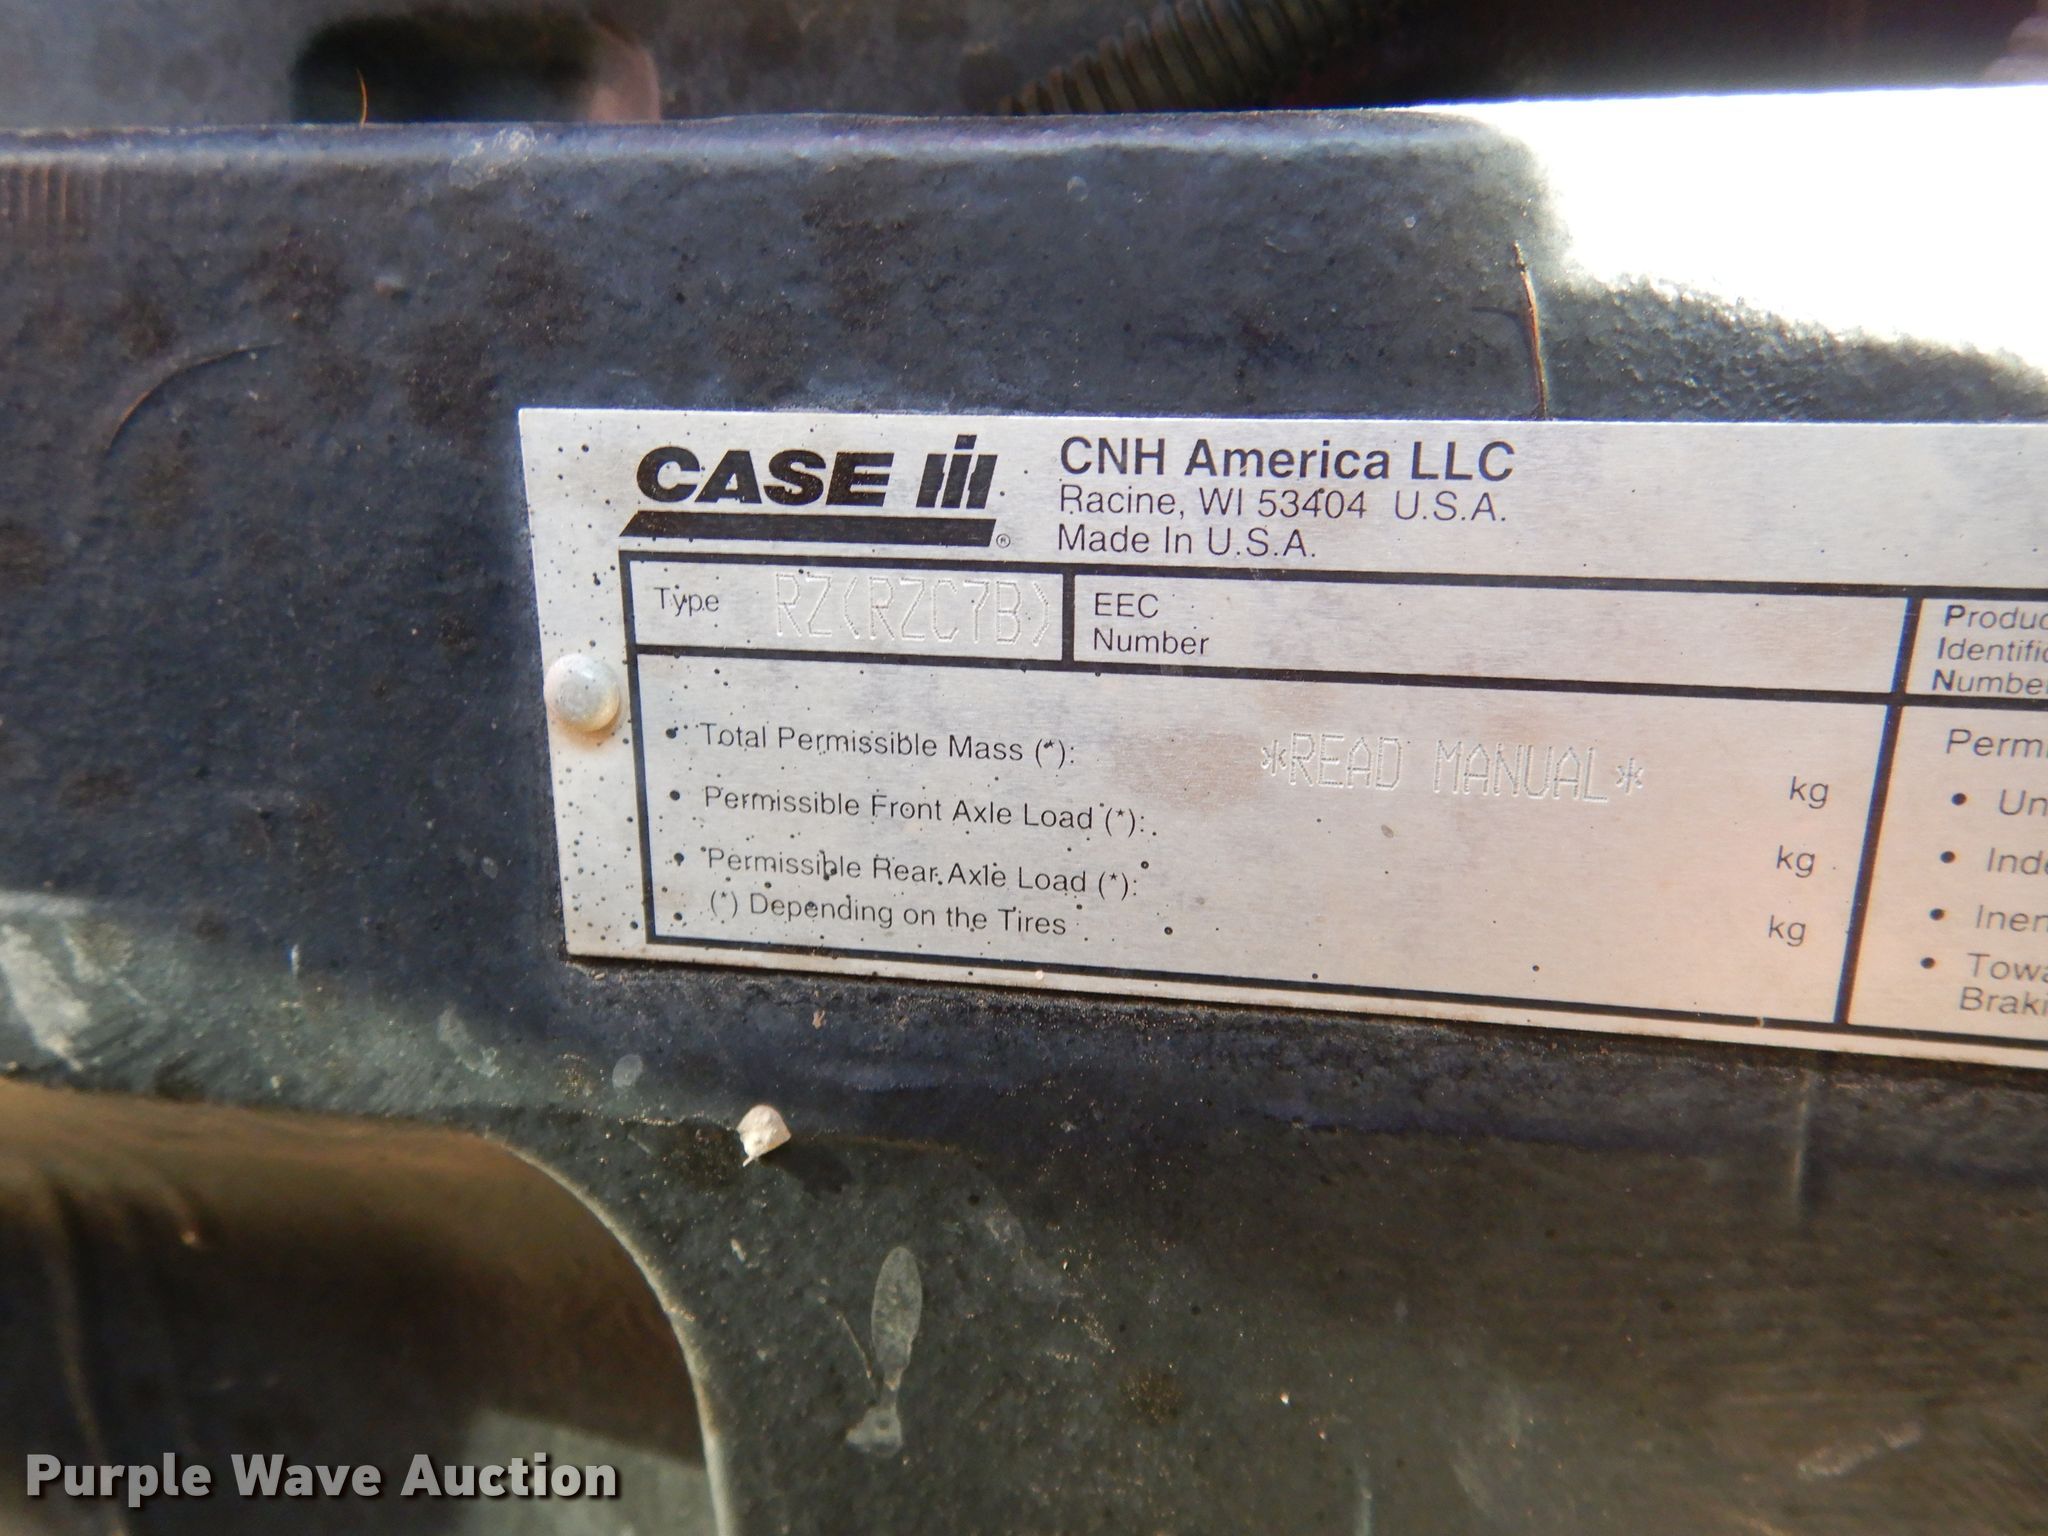 CASE IH ®
CNH America LLC
Racine, WI 53404 U.S.A.
Made In U.S.A.
Type RZ(RZC7B)
EEC
Number
Produc
Identific
Number
• Total Permissible Mass (*): *READ MANUAL* kg
• Permissible Front Axle Load (*): kg
• Permissible Rear Axle Load (*): kg
(*) Depending on the Tires
Permi
• Un
• Inde
• Iner
• Towa
Braki
Purple Wave Auction